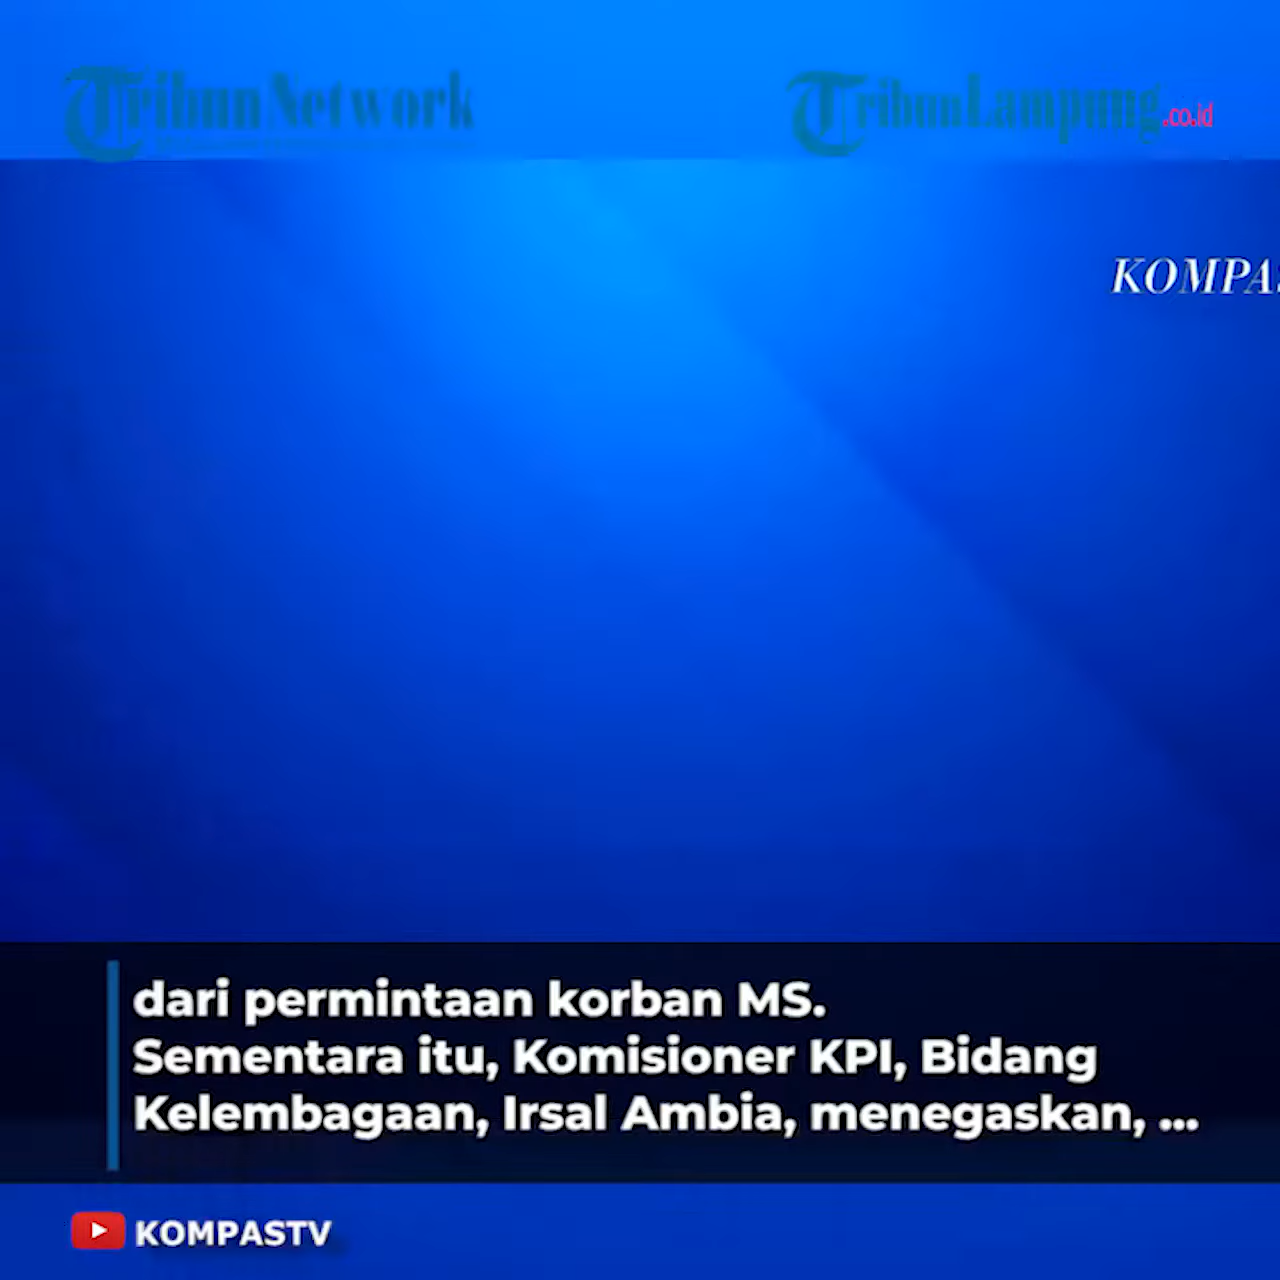 TribunNetwork
TribunLampung.co.id
KOMPAS
dari permintaan korban MS.
Sementara itu, Komisioner KPI, Bidang
Kelembagaan, Irsal Ambia, menegaskan, ...
KOMPASTV